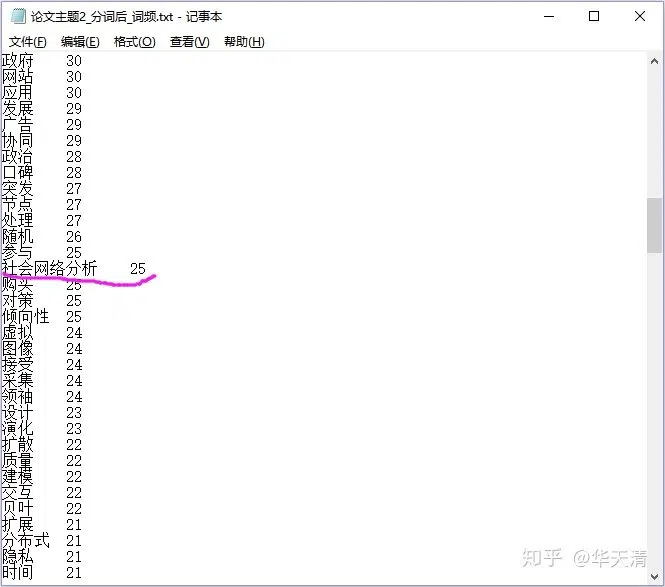 论文主题2_分词后_词频.txt - 记事本
文件(F) 编辑(E) 格式(O) 查看(V) 帮助(H)
政府 30
网站 30
应用 30
发展 29
广告 29
协同 29
政治 28
口碑 28
突发 27
节点 27
处理 27
随机 26
参与 25
社会网络分析 25
购买 25
对策 25
倾向性 25
虚拟 24
图像 24
接受 24
采集 24
领袖 24
设计 23
演化 23
扩散 22
质量 22
建模 22
交互 22
贝叶 22
扩展 21
分布式 21
隐私 21
时间 21
知乎 @华天清